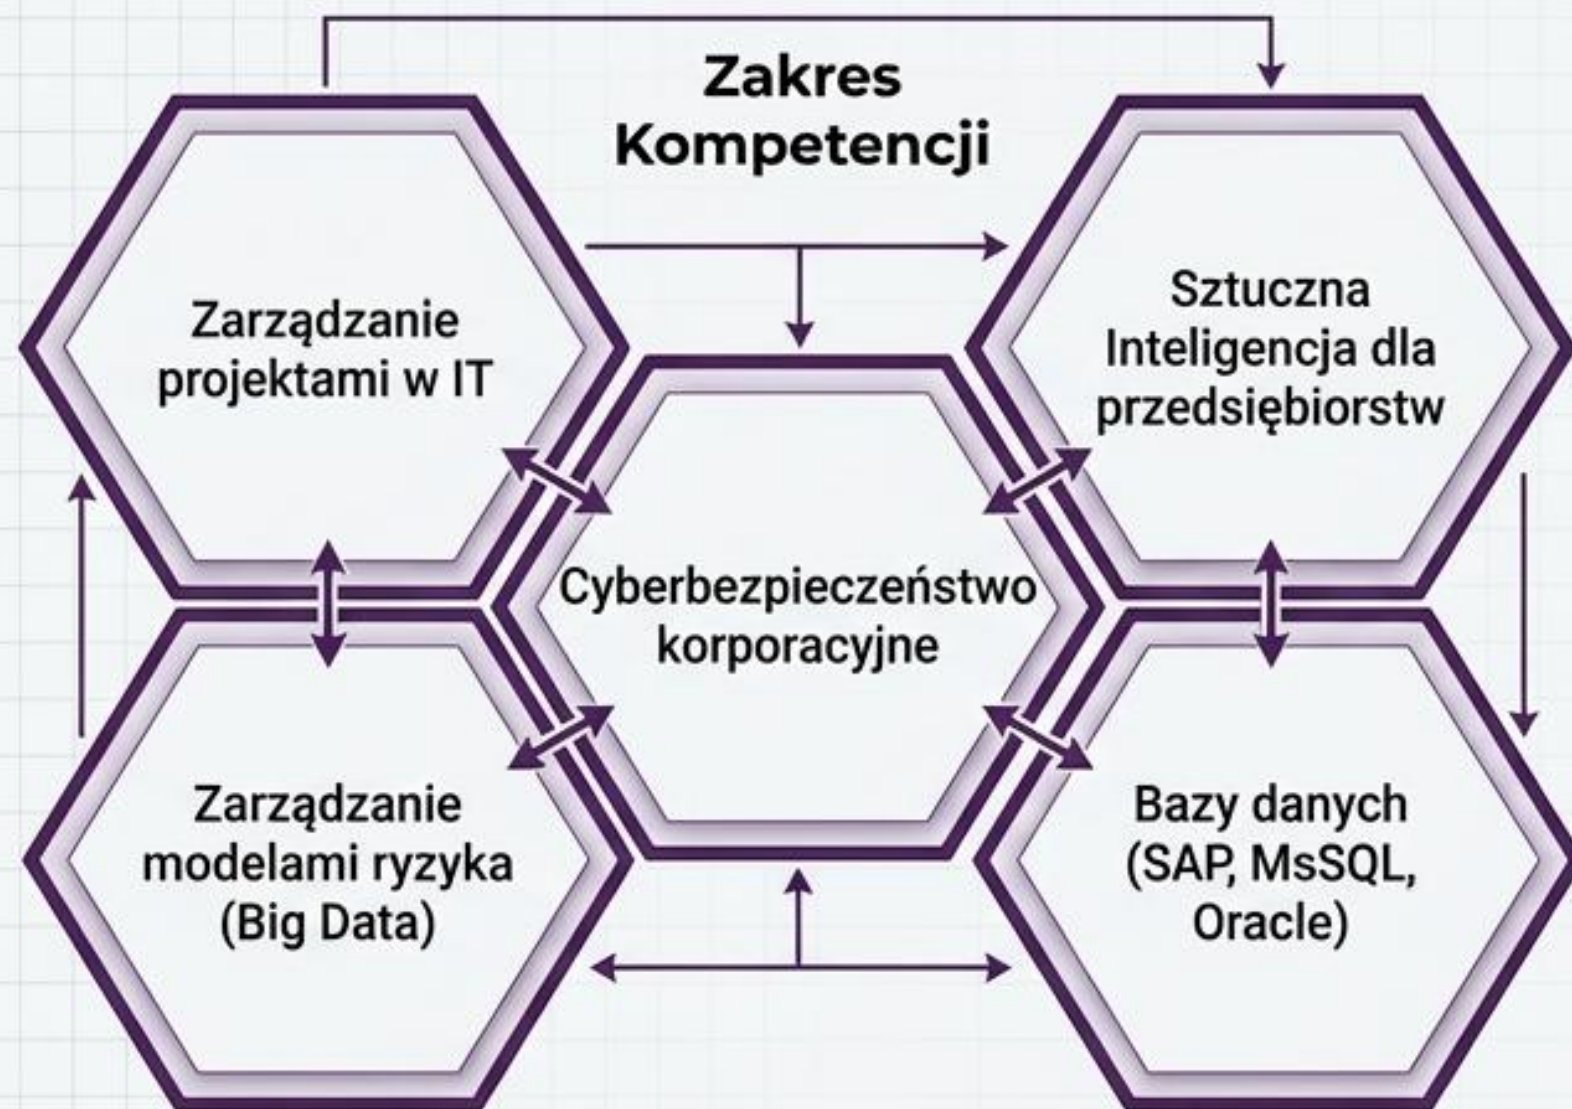 Zakres
Kompetencji
Zarządzanie
projektami w IT
Sztuczna
Inteligencja dla
przedsiębiorstw
Cyberbezpieczeństwo
korporacyjne
Zarządzanie
modelami ryzyka
(Big Data)
Bazy danych
(SAP, MsSQL,
Oracle)